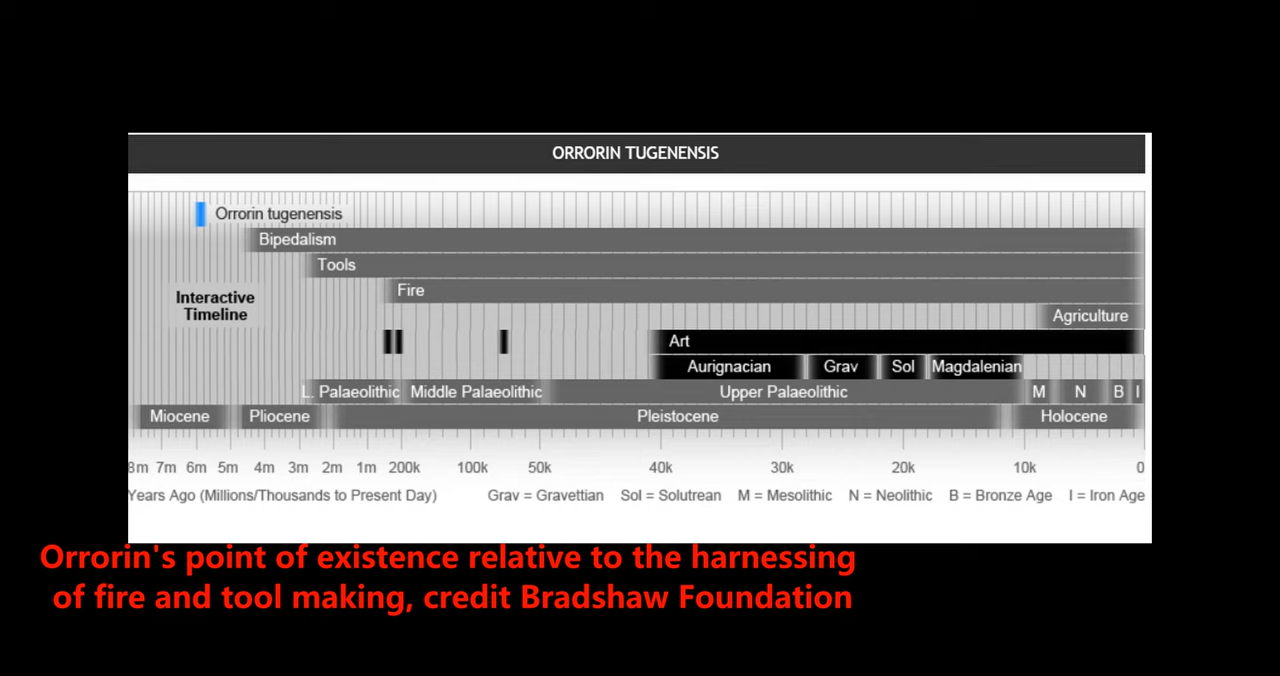 ORRORIN TUGENENSIS
Orrorin tugenensis
Bipedalism
Tools
Fire
Interactive
Timeline
Agriculture
Art
Aurignacian Grav Sol Magdalenian
L. Palaeolithic Middle Palaeolithic Upper Palaeolithic M N B I
Miocene Pliocene Pleistocene Holocene
8m 7m 6m 5m 4m 3m 2m 1m 200k 100k 50k 40k 30k 20k 10k 0
Years Ago (Millions/Thousands to Present Day) Grav = Gravettian Sol = Solutrean M = Mesolithic N = Neolithic B = Bronze Age I = Iron Age
Orrorin's point of existence relative to the harnessing
of fire and tool making, credit Bradshaw Foundation